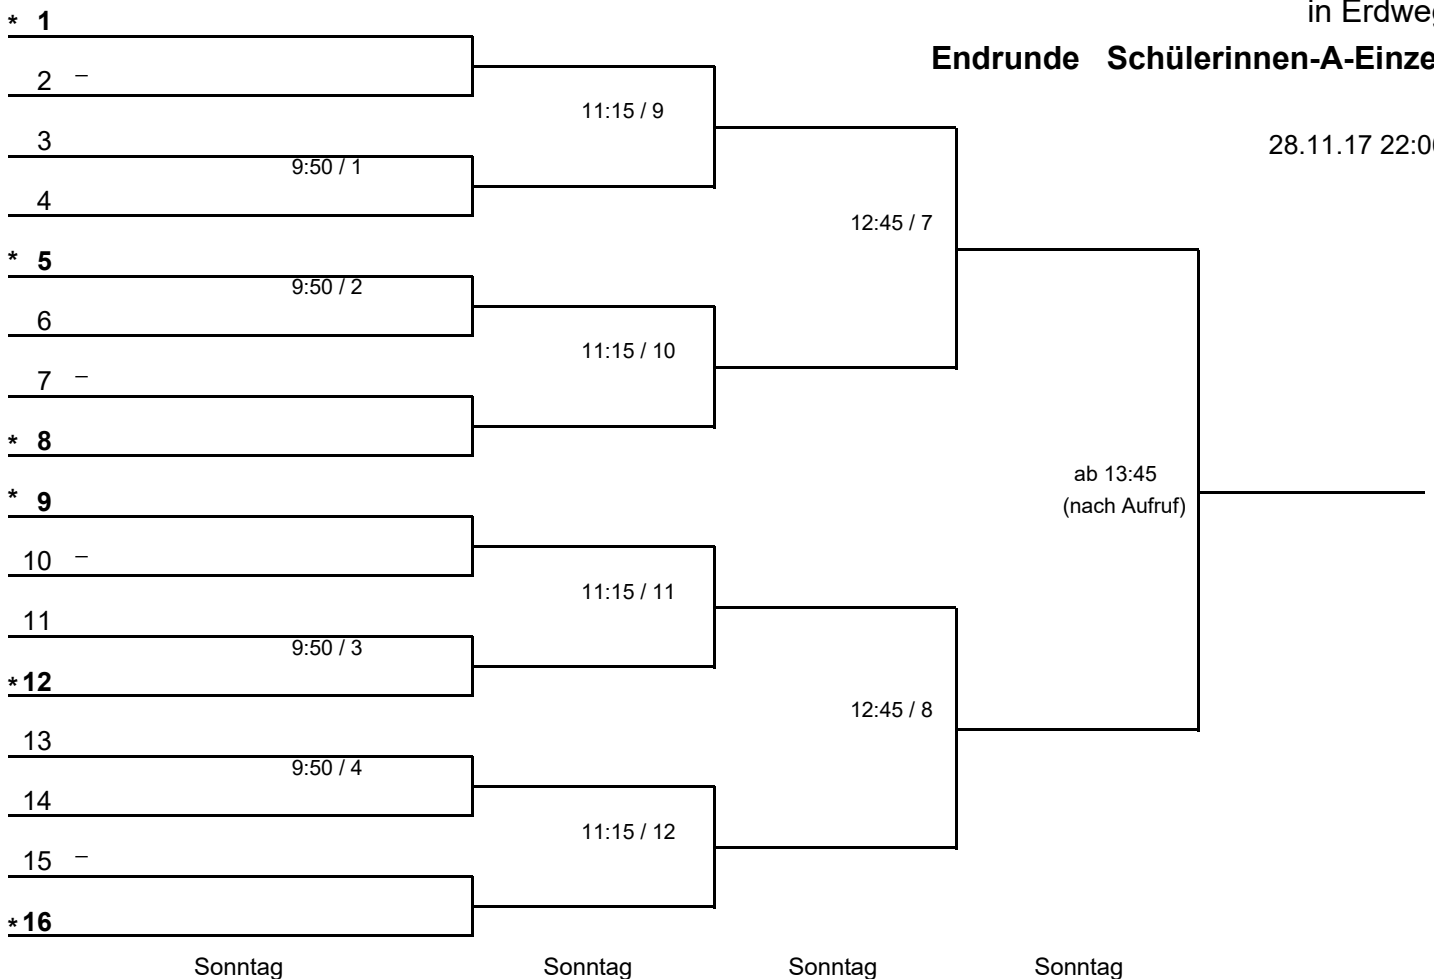 in Erdweg
Endrunde Schülerinnen-A-Einze
28.11.17 22:00
* 1
2 –
11:15 / 9
3
9:50 / 1
4
12:45 / 7
* 5
9:50 / 2
6
11:15 / 10
7 –
* 8
ab 13:45
(nach Aufruf)
* 9
10 –
11:15 / 11
11
9:50 / 3
* 12
12:45 / 8
13
9:50 / 4
14
11:15 / 12
15 –
* 16
Sonntag Sonntag Sonntag Sonntag